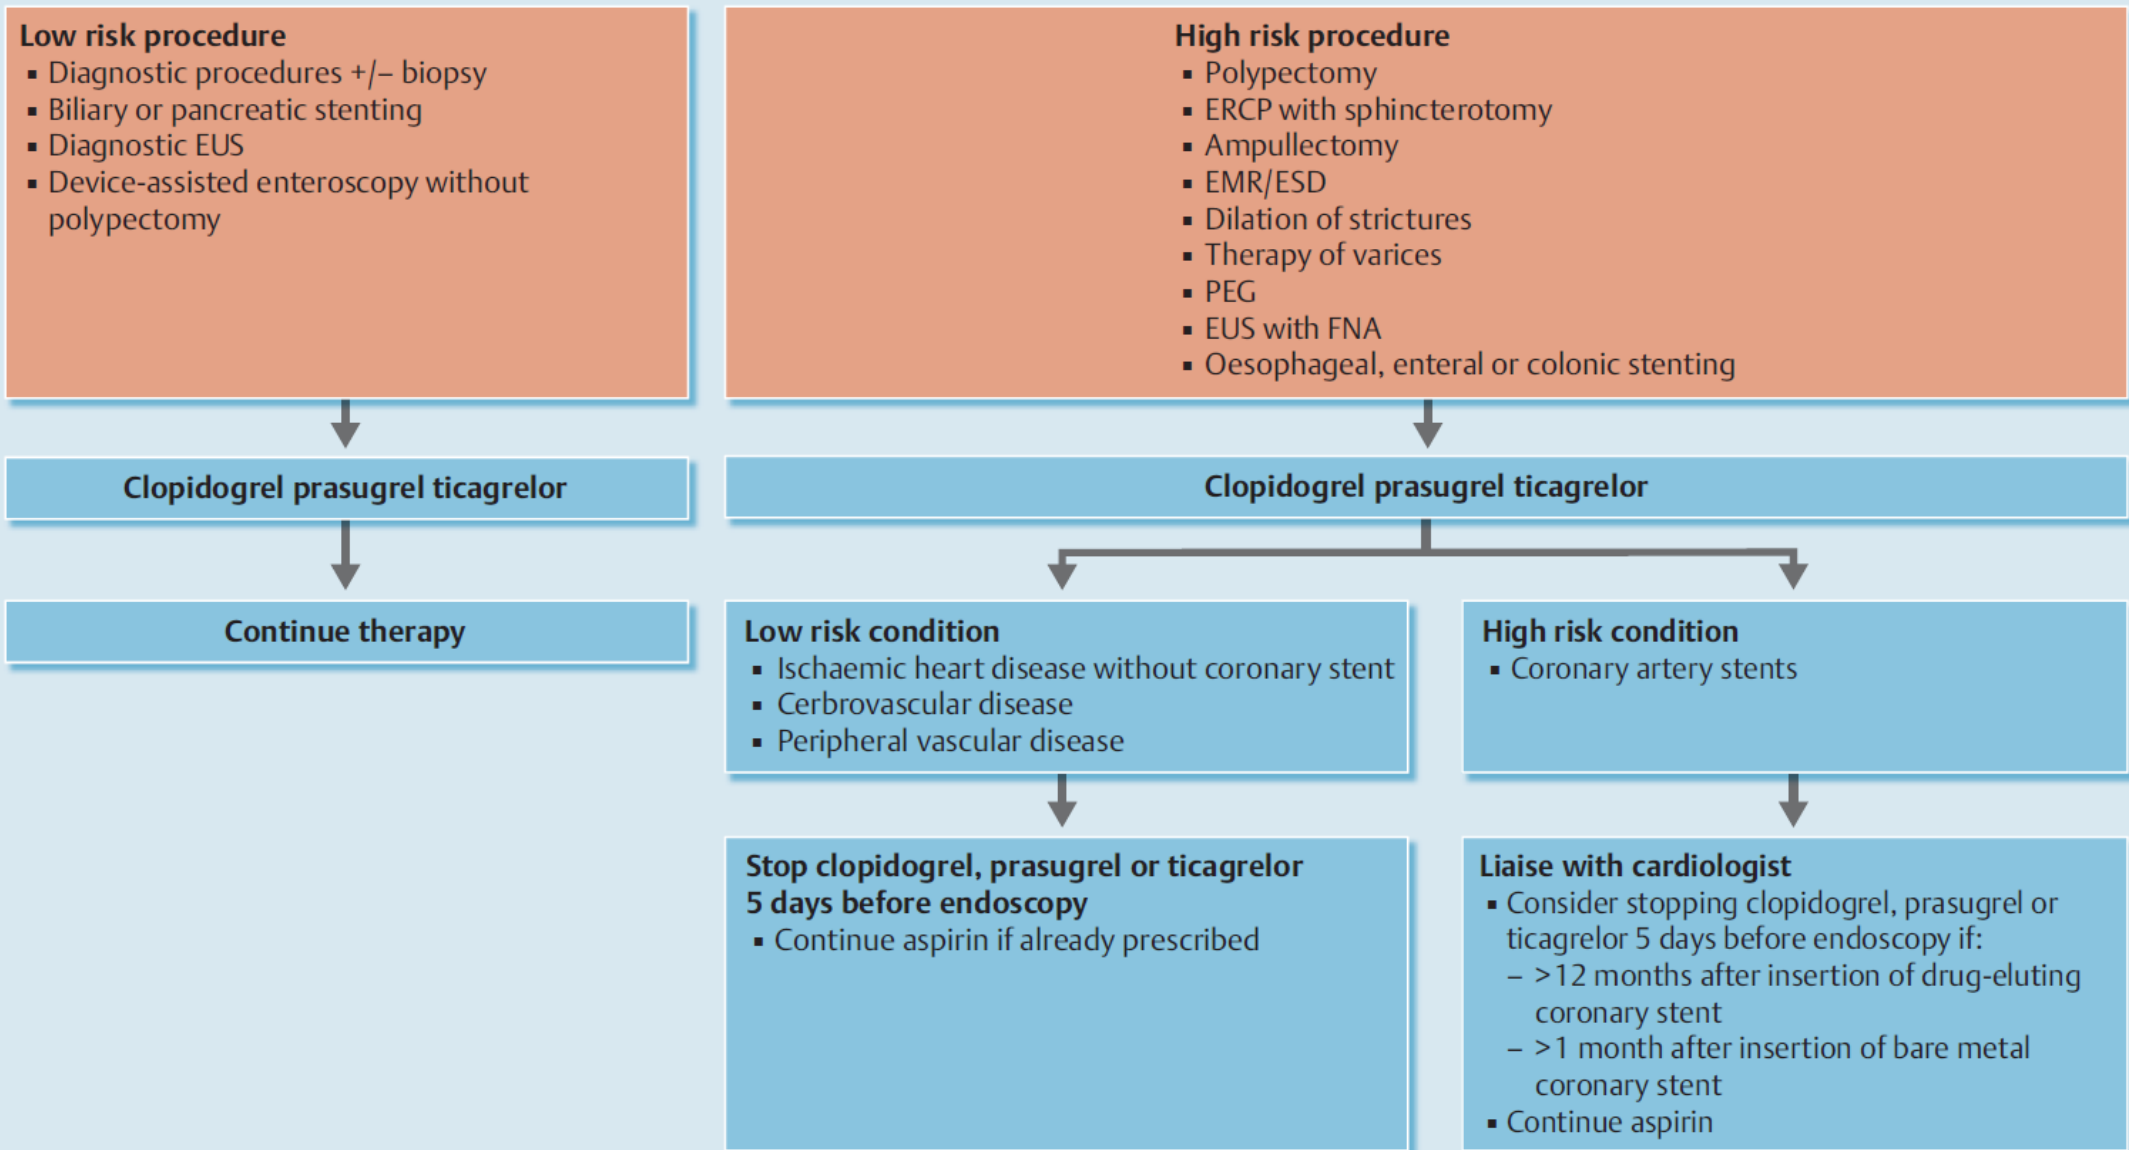 Low risk procedure
▪ Diagnostic procedures +/– biopsy
▪ Biliary or pancreatic stenting
▪ Diagnostic EUS
▪ Device-assisted enteroscopy without
polypectomy
High risk procedure
▪ Polypectomy
▪ ERCP with sphincterotomy
▪ Ampullectomy
▪ EMR/ESD
▪ Dilation of strictures
▪ Therapy of varices
▪ PEG
▪ EUS with FNA
▪ Oesophageal, enteral or colonic stenting
Clopidogrel prasugrel ticagrelor
Clopidogrel prasugrel ticagrelor
Continue therapy
Low risk condition
▪ Ischaemic heart disease without coronary stent
▪ Cerbrovascular disease
▪ Peripheral vascular disease
High risk condition
▪ Coronary artery stents
Stop clopidogrel, prasugrel or ticagrelor
5 days before endoscopy
▪ Continue aspirin if already prescribed
Liaise with cardiologist
▪ Consider stopping clopidogrel, prasugrel or
ticagrelor 5 days before endoscopy if:
– >12 months after insertion of drug-eluting
coronary stent
– >1 month after insertion of bare metal
coronary stent
▪ Continue aspirin